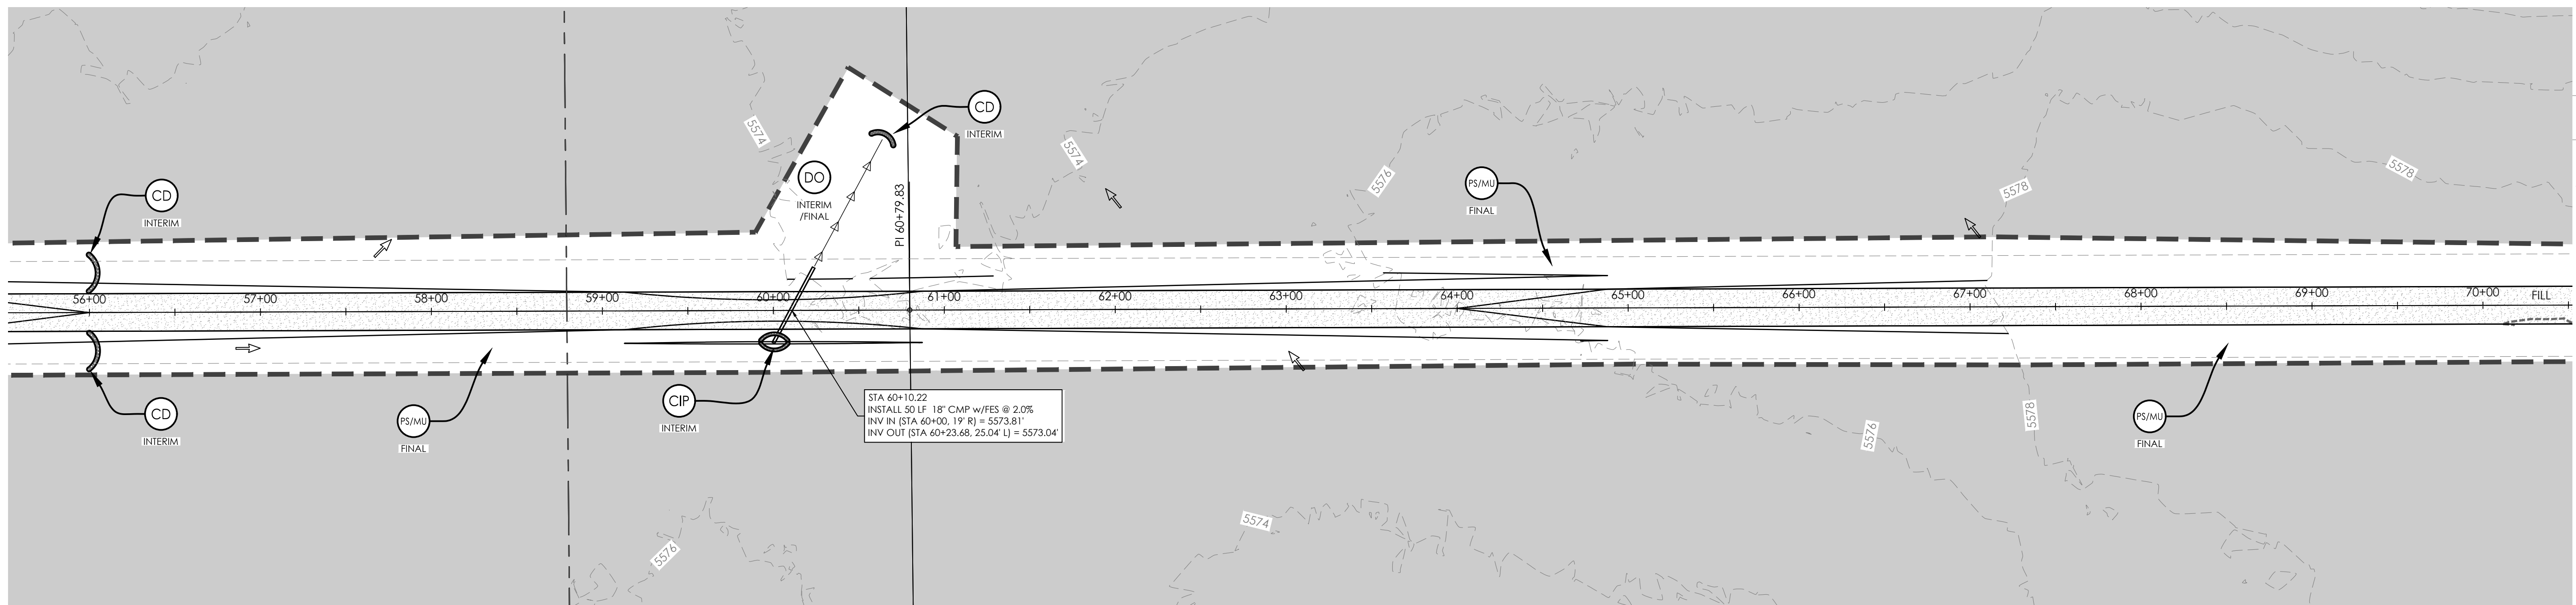 5574
CD
INTERIM
5574
DO
INTERIM
/FINAL
PI 60+79.83
CD
INTERIM
5576
PS/MU
FINAL
5578
5578
56+00
57+00
58+00
59+00
60+00
61+00
62+00
63+00
64+00
65+00
66+00
67+00
68+00
69+00
70+00
FILL
CD
INTERIM
PS/MU
FINAL
CIP
INTERIM
STA 60+10.22
INSTALL 50 LF 18" CMP w/FES @ 2.0%
INV IN (STA 60+00, 19' R) = 5573.81'
INV OUT (STA 60+23.68, 25.04' L) = 5573.04'
5576
5578
PS/MU
FINAL
5574
5576